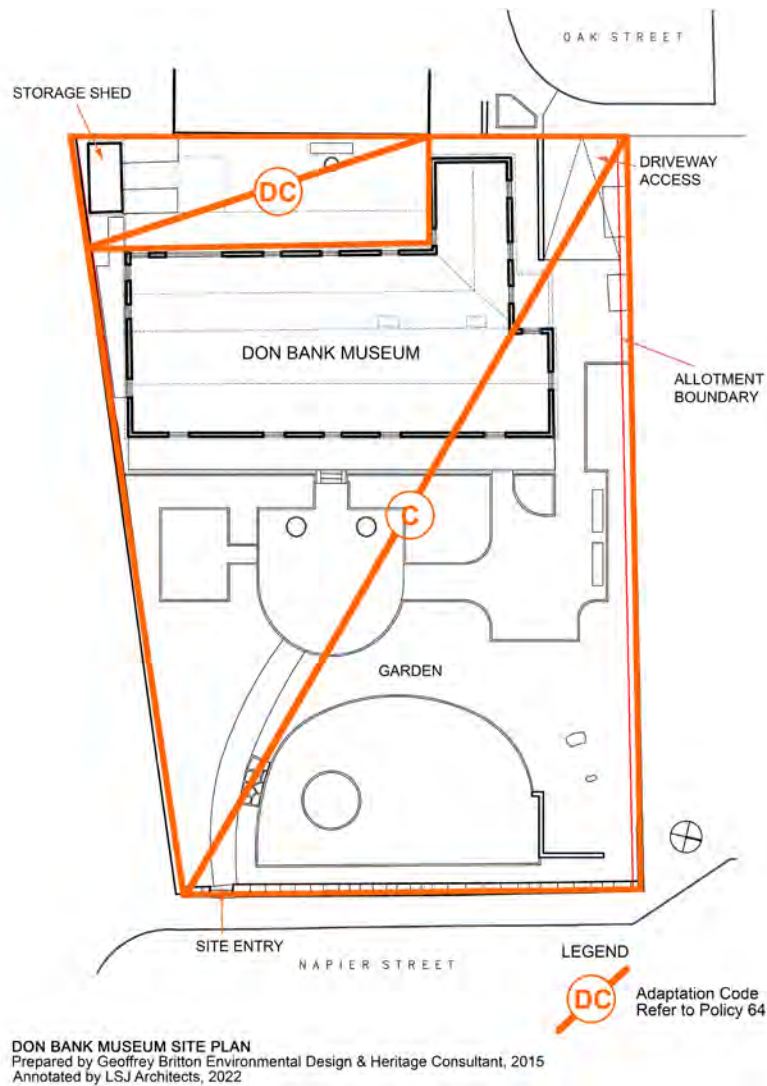 OAK STREET
STORAGE SHED
DRIVEWAY
ACCESS
DC
DON BANK MUSEUM
ALLOTMENT
BOUNDARY
C
GARDEN
SITE ENTRY
NAPIER STREET
LEGEND
DC
Adaptation Code
Refer to Policy 64
DON BANK MUSEUM SITE PLAN
Prepared by Geoffrey Britton Environmental Design & Heritage Consultant, 2015
Annotated by LSJ Architects, 2022